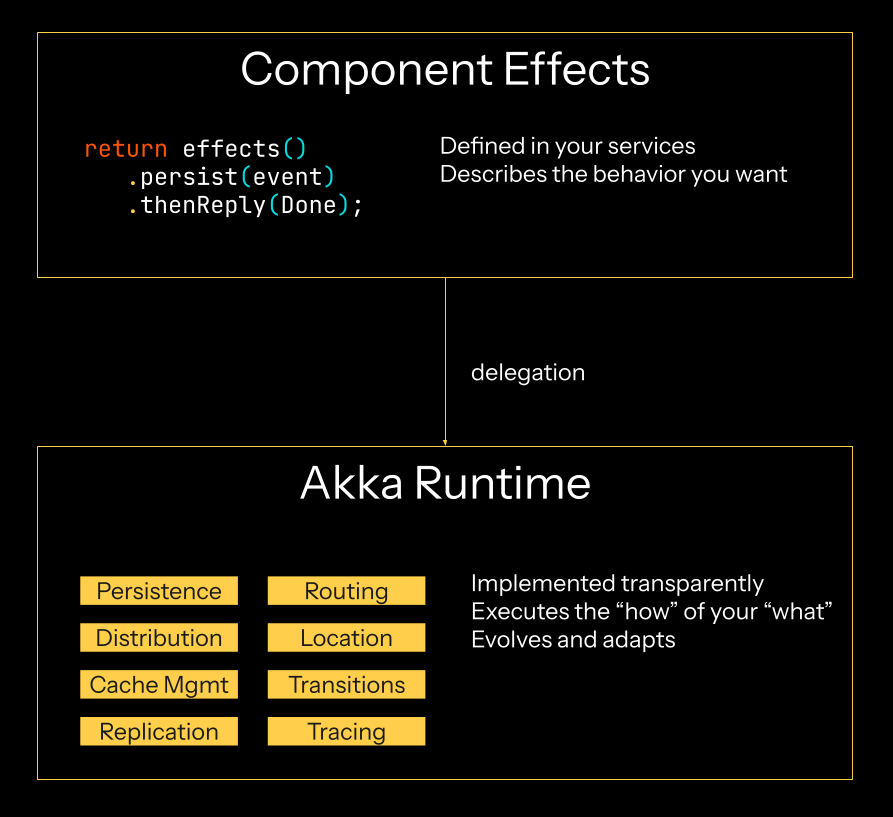 Component Effects
return effects()
.persist(event)
.thenReply(Done);
Defined in your services
Describes the behavior you want
delegation
Akka Runtime
Persistence
Routing
Distribution
Location
Cache Mgmt
Transitions
Replication
Tracing
Implemented transparently
Executes the “how” of your “what”
Evolves and adapts